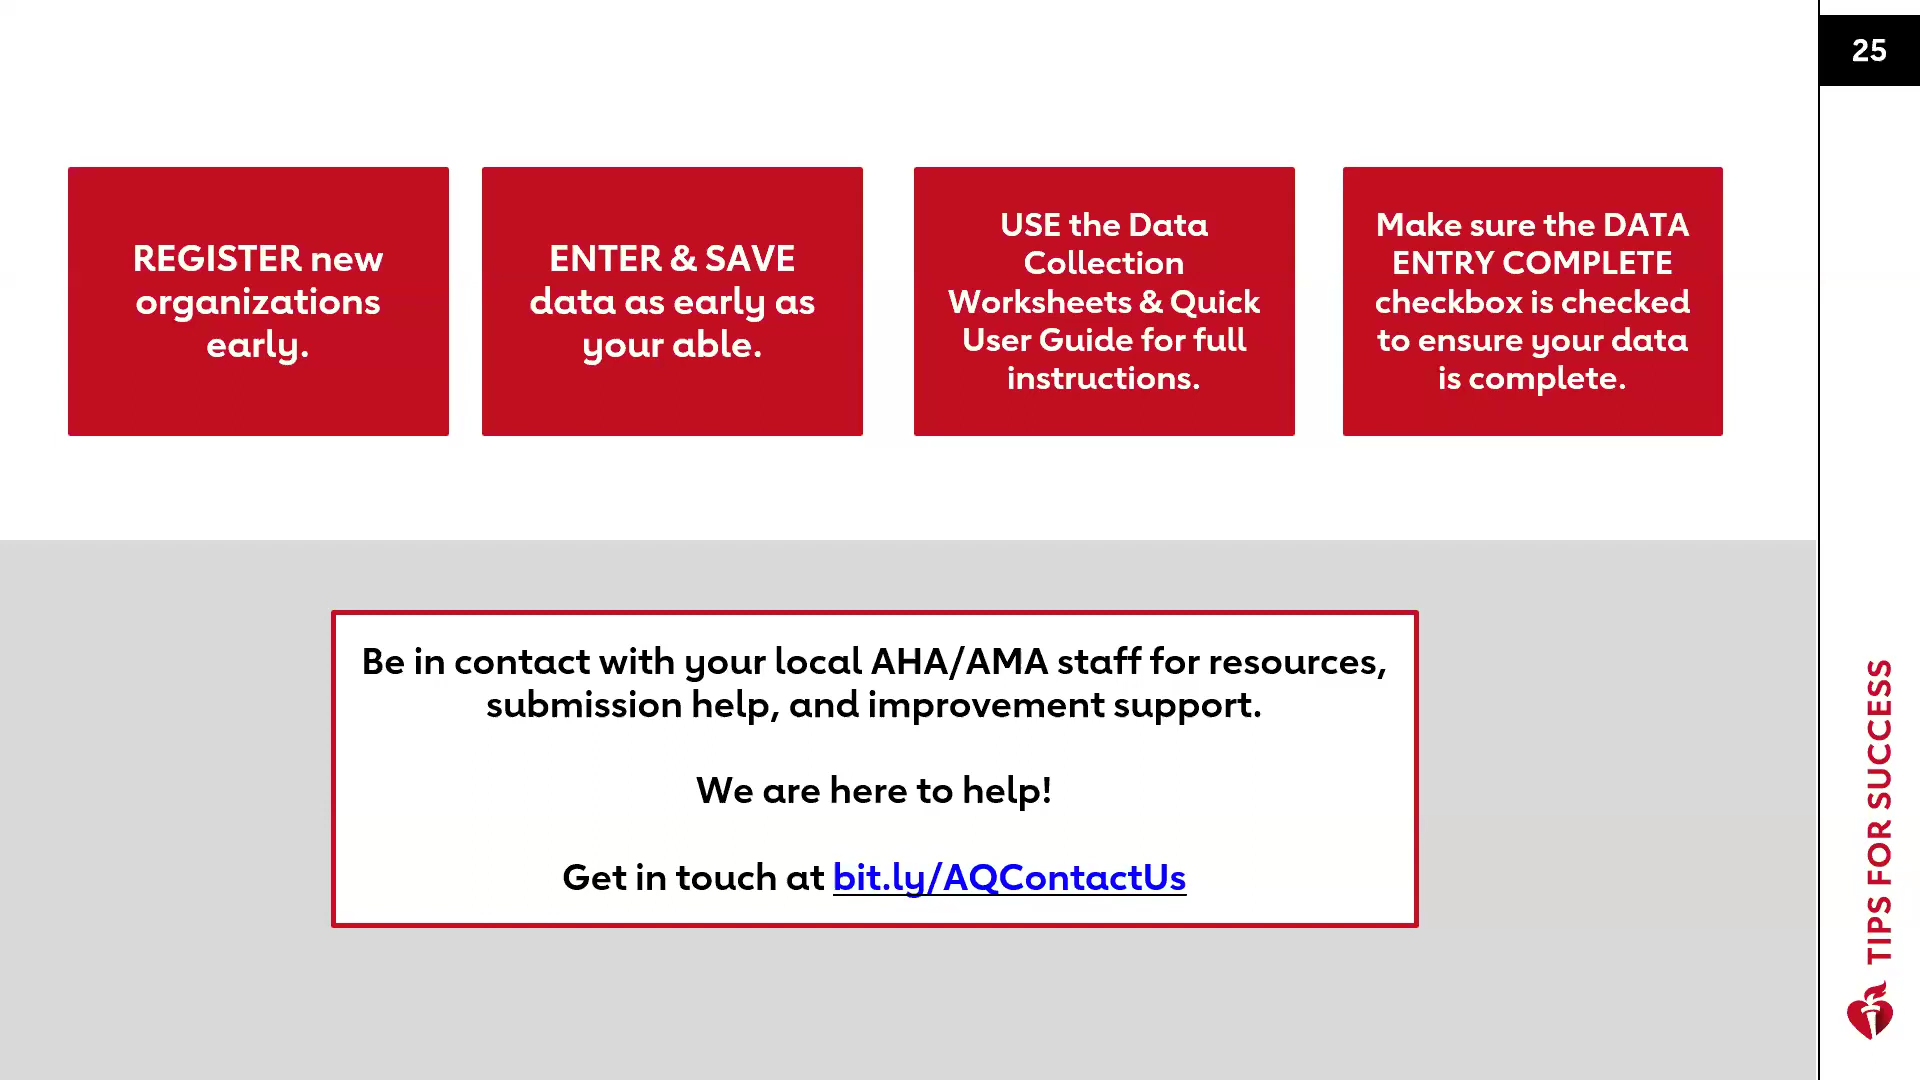 25
REGISTER new
organizations
early.
ENTER & SAVE
data as early as
your able.
USE the Data
Collection
Worksheets & Quick
User Guide for full
instructions.
Make sure the DATA
ENTRY COMPLETE
checkbox is checked
to ensure your data
is complete.
Be in contact with your local AHA/AMA staff for resources,
submission help, and improvement support.
We are here to help!
Get in touch at bit.ly/AQContactUs
TIPS FOR SUCCESS